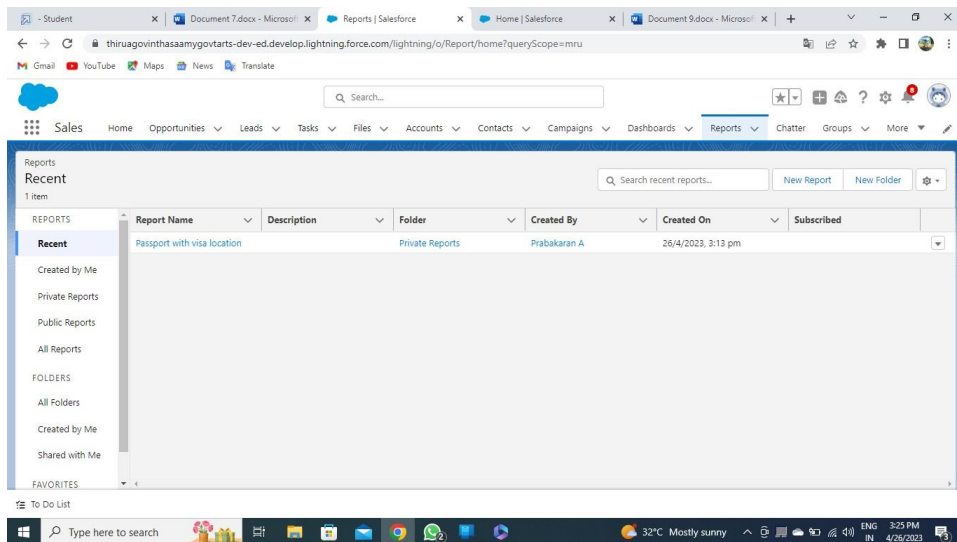 - Student
Document 7.docx - Microsof
Reports | Salesforce
Home | Salesforce
Document 9.docx - Microsof
thiruagovinthasaamygovtarts-dev-ed.develop.lightning.force.com/lightning/o/Report/home?queryScope=mru
Gmail YouTube Maps News Translate
Search...
8
Sales Home Opportunities Leads Tasks Files Accounts Contacts Campaigns Dashboards Reports Chatter Groups More
Reports
Recent
1 item
Search recent reports...
New Report New Folder
REPORTS Report Name Description Folder Created By Created On Subscribed
Recent Passport with visa location Private Reports Prabakaran A 26/4/2023, 3:13 pm
Created by Me
Private Reports
Public Reports
All Reports
FOLDERS
All Folders
Created by Me
Shared with Me
FAVORITES
To Do List
Type here to search 32°C Mostly sunny ENG 3:25 PM
IN 4/26/2023